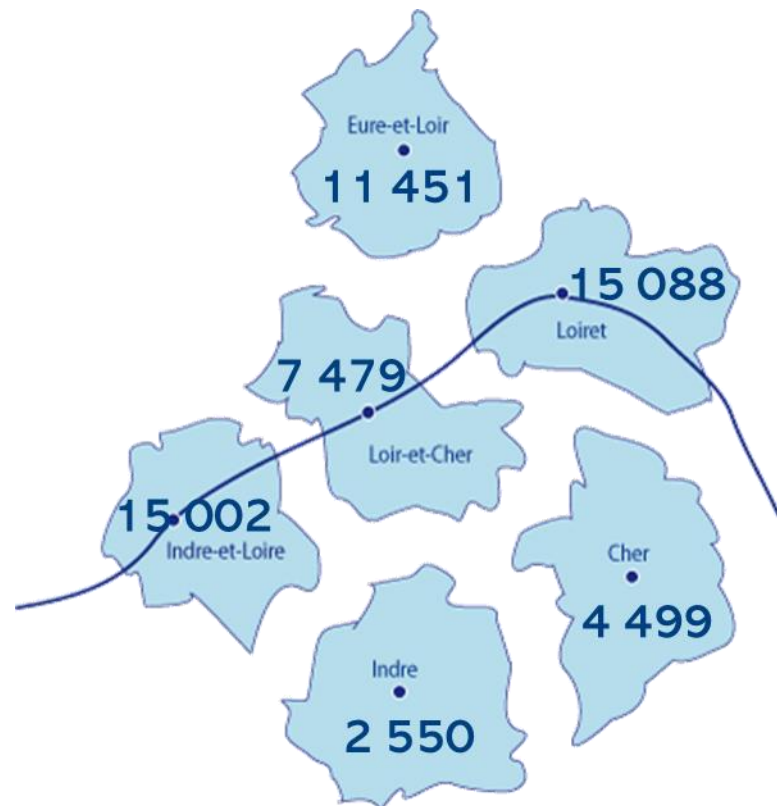 Eure-et-Loir
11 451
15 088
Loiret
7 479
Loir-et-Cher
15 002
Indre-et-Loire
Cher
4 499
Indre
2 550